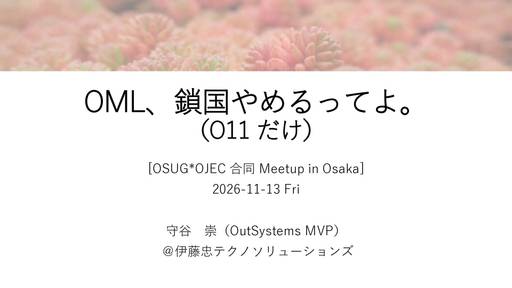 OML、鎖国やめるってよ。
(O11 だけ)
[OSUG*OJEC 合同 Meetup in Osaka]
2026-11-13 Fri
守谷　崇（OutSystems MVP）
@伊藤忠テクノソリューションズ